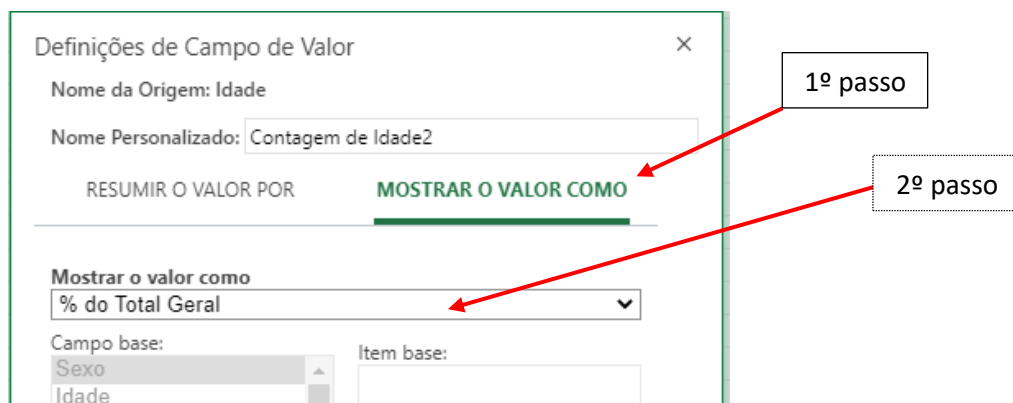 Definições de Campo de Valor
Nome da Origem: Idade
1º passo
Nome Personalizado: Contagem de Idade2
RESUMIR O VALOR POR MOSTRAR O VALOR COMO
2º passo
Mostrar o valor como
% do Total Geral
Campo base:
Item base:
Sexo
Idade